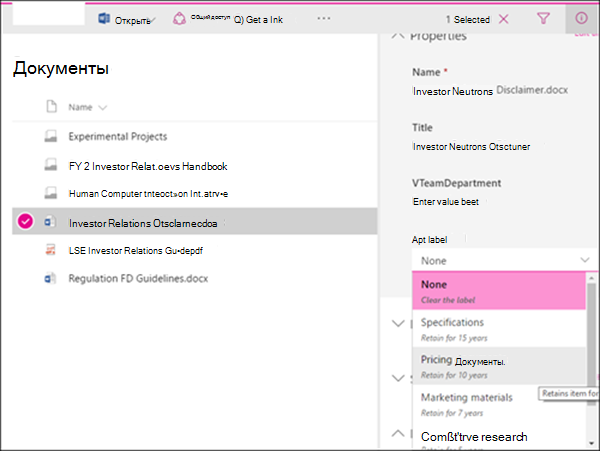 Открыть
Общий доступ Q) Get a Ink
1 Selected
Properties
Документы
Name *
Investor Neutrons Disclaimer.docx
Name
Experimental Projects
Title
FY 2 Investor Relat.oevs Handbook
Investor Neutrons Otsctuner
Human Computer tnteoct»on Int.atrv•e
VTeamDepartment
Investor Relations Otsclarnecdoa
Enter value beet
LSE Investor Relations Gu•depdf
Apt label
Regulation FD Guidelines.docx
None
None
Clear the label
Specifications
Retain for 15 years
Pricing Документы.
Retain for 10 years
Retains item for
Marketing materials
Retain for 7 years
Comßt'trve research